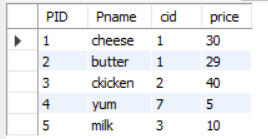 PID Pname cid price
1 cheese 1 30
2 butter 1 29
3 ckicken 2 40
4 yum 7 5
5 milk 3 10